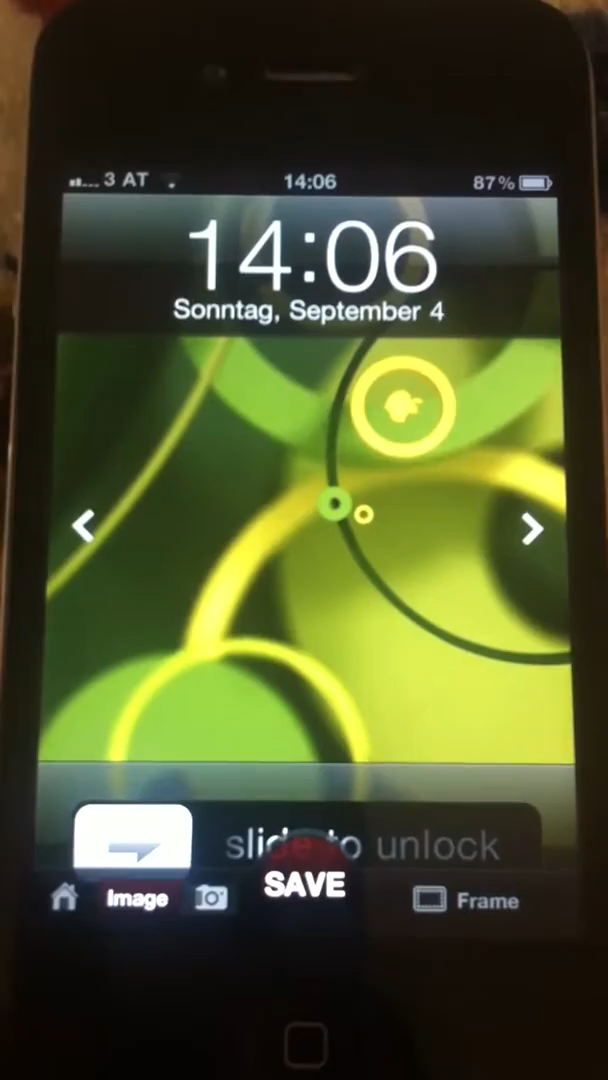 3 AT 14:06 87%
14:06
Sonntag, September 4
slide to unlock
Image SAVE Frame